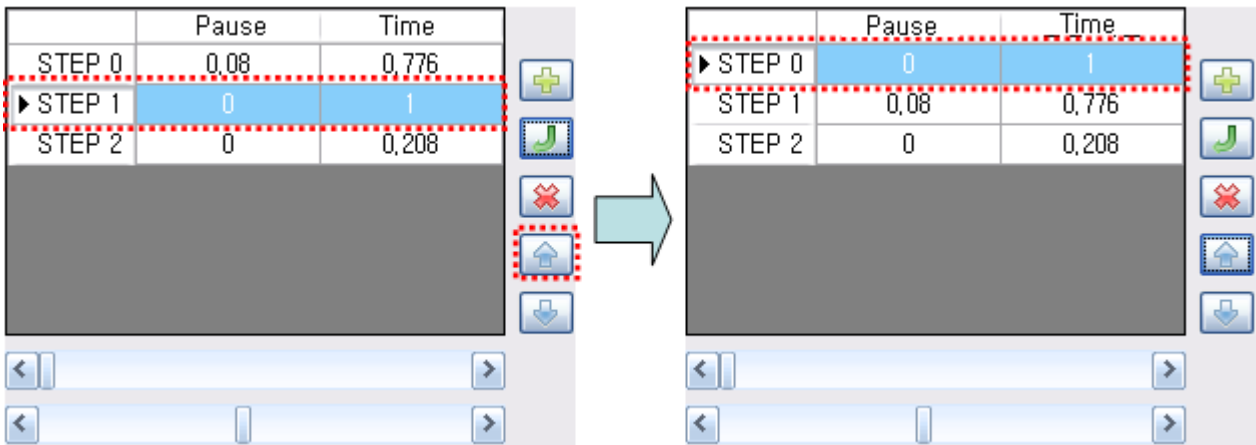 Pause Time
STEP 0 0,08 0,776
STEP 1 0 1
STEP 2 0 0,208
Pause Time
STEP 0 0 1
STEP 1 0,08 0,776
STEP 2 0 0,208